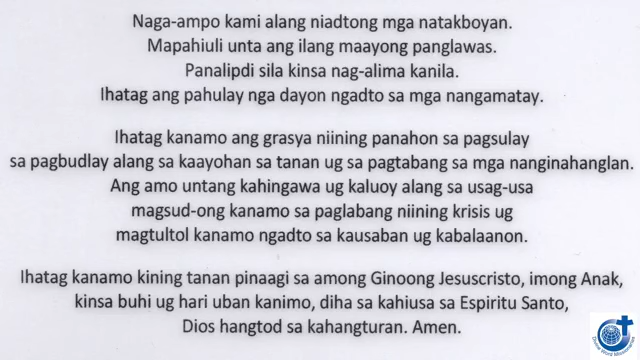 Naga-ampo kami alang niadtong mga natakboyan.
Mapahiuli unta ang ilang maayong panglawas.
Panalipdi sila kinsa nag-alima kanila.
Ihatag ang pahulay nga dayon ngadto sa mga nangamatay.
Ihatag kanamo ang grasya niining panahon sa pagsulay
sa pagbudlay alang sa kaayohan sa tanan ug sa pagtabang sa mga nanginahanglan.
Ang amo untang kahingawa ug kaluoy alang sa usag-usa
magsud-ong kanamo sa paglabang niining krisis ug
magtultol kanamo ngadto sa kausaban ug kabalaanon.
Ihatag kanamo kining tanan pinaagi sa among Ginoong Jesuscristo, imong Anak,
kinsa buhi ug hari uban kanimo, diha sa kahiusa sa Espiritu Santo,
Dios hangtod sa kahangturan. Amen.
Divine Word Missionaries